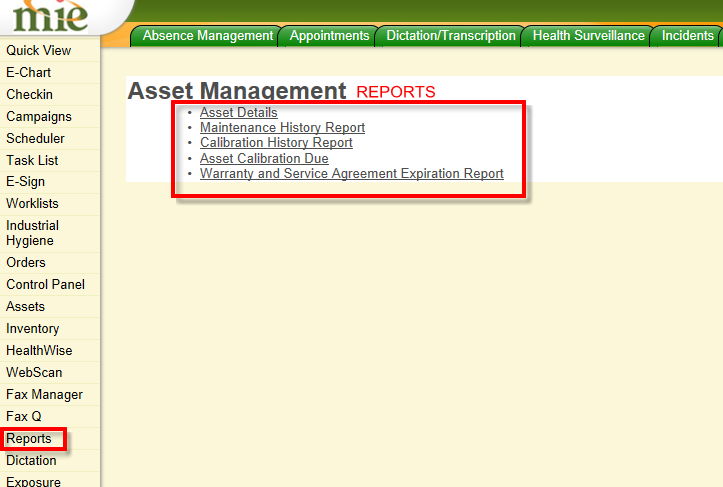 mie
Absence Management
Appointments
Dictation/Transcription
Health Surveillance
Incidents
Quick View
E-Chart
Checkin
Campaigns
Scheduler
Task List
E-Sign
Worklists
Industrial
Hygiene
Orders
Control Panel
Assets
Inventory
HealthWise
WebScan
Fax Manager
Fax Q
Reports
Dictation
Exposure
Asset Management REPORTS
• Asset Details
• Maintenance History Report
• Calibration History Report
• Asset Calibration Due
• Warranty and Service Agreement Expiration Report